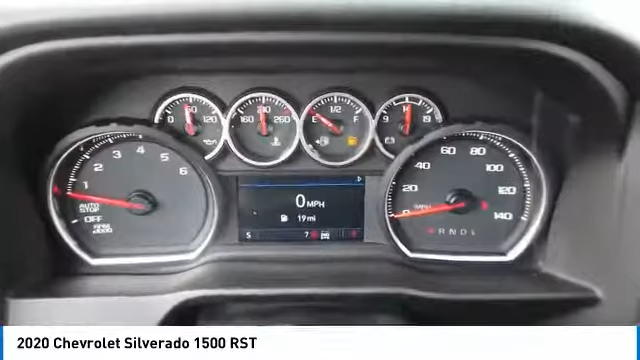 60
0 120
210
160 260
1/2
E F
14
9 19
1 2 3 4 5 6
AUTO
STOP
OFF
RPM
x1000
0 MPH
19 mi
S 7
0 20 40 60 80 100 120 140
MPH
P R N D L
2020 Chevrolet Silverado 1500 RST